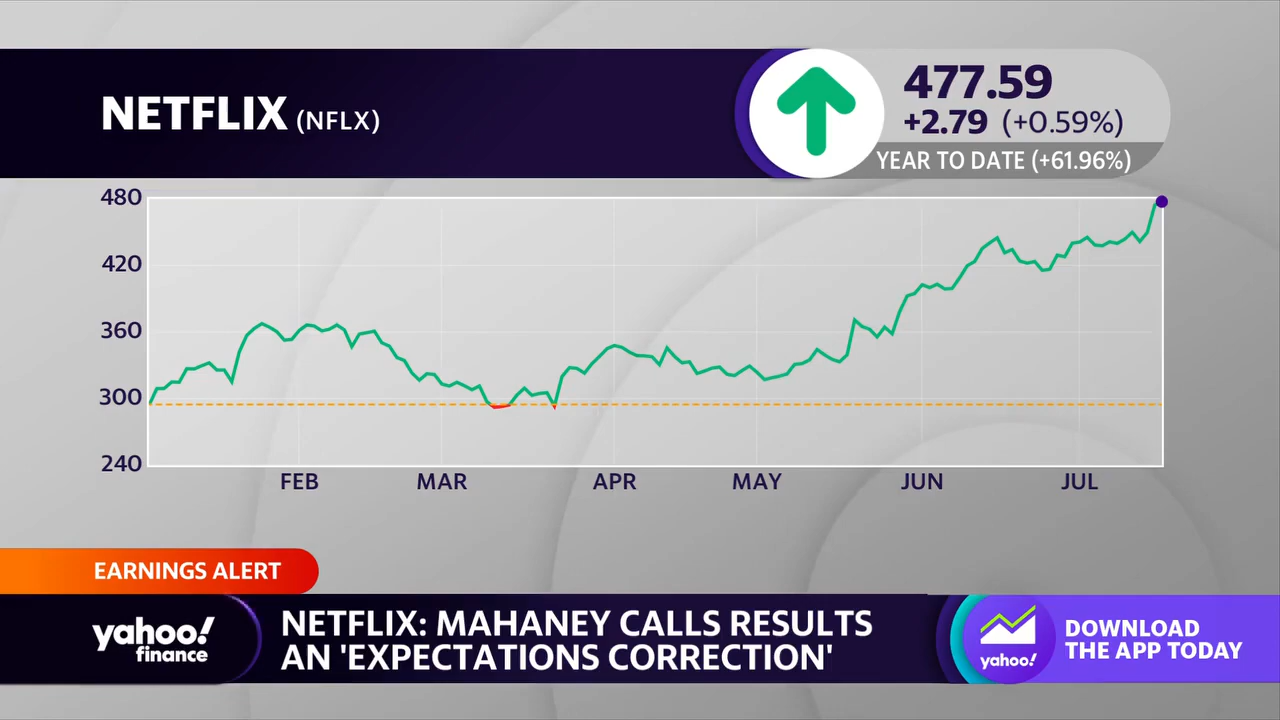 NETFLIX (NFLX)
477.59
+2.79 (+0.59%)
YEAR TO DATE (+61.96%)
480
420
360
300
240
FEB MAR APR MAY JUN JUL
EARNINGS ALERT
yahoo!
finance
NETFLIX: MAHANEY CALLS RESULTS
AN 'EXPECTATIONS CORRECTION'
yahoo!
DOWNLOAD
THE APP TODAY